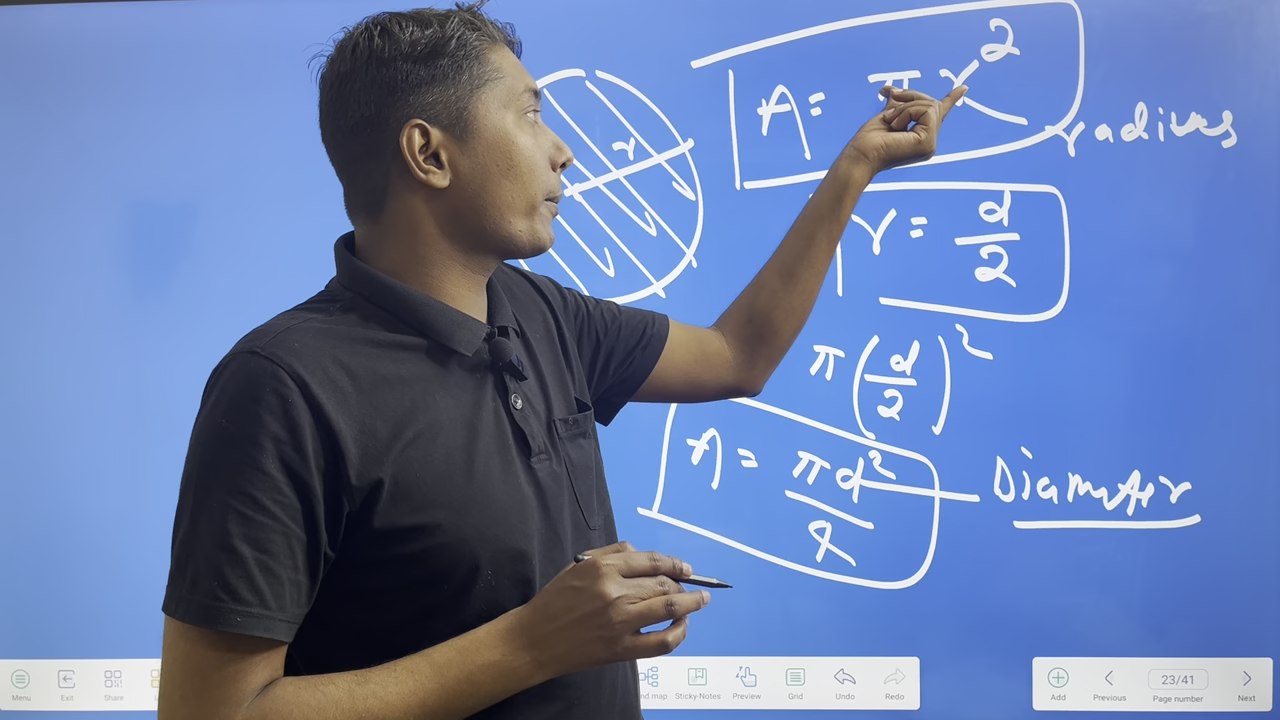 r
A = πr²
radius
r = d/2
π(d/2)²
A = πd²/4
Diameter
Menu Exit Share
Sticky-Notes Preview Grid Undo Redo
Add Previous 23/41 Page number Next